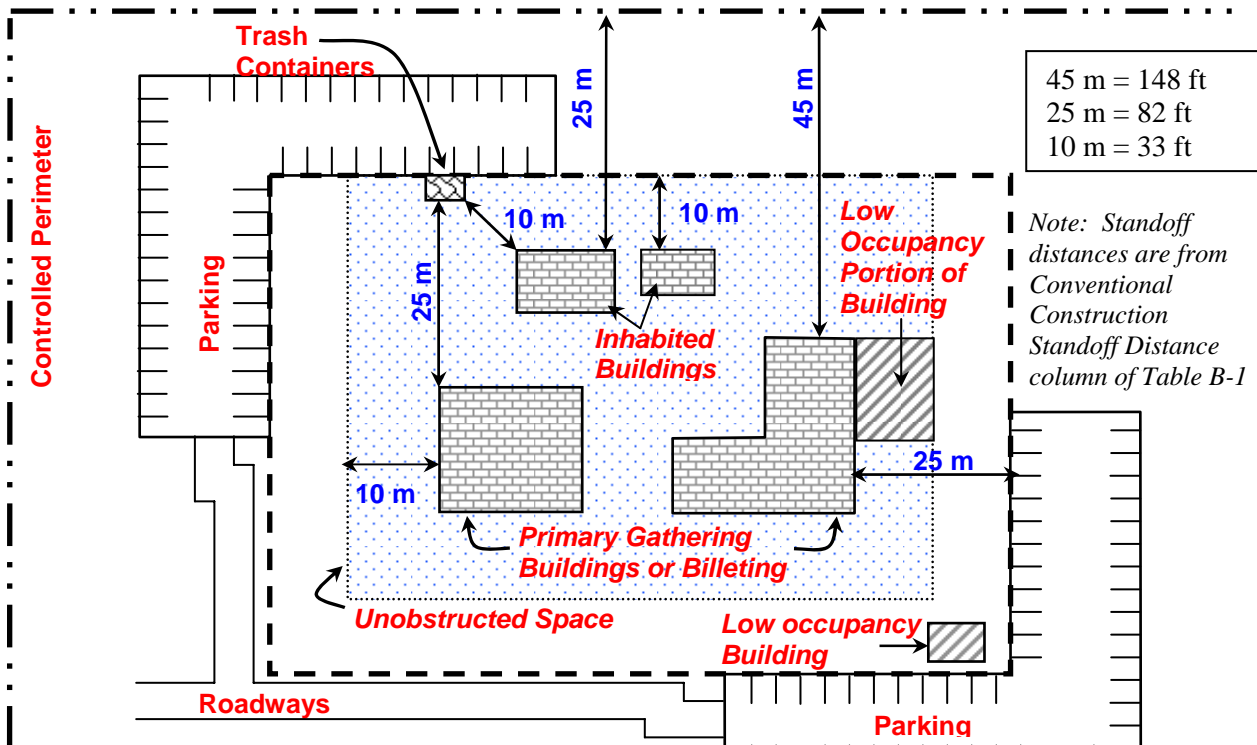 Trash
Containers
25 m
45 m
45 m = 148 ft
25 m = 82 ft
10 m = 33 ft
Controlled Perimeter
Parking
10 m
10 m
Low
Occupancy
Portion of
Building
Note: Standoff
distances are from
Conventional
Construction
Standoff Distance
column of Table B-1
25 m
Inhabited
Buildings
10 m
25 m
Primary Gathering
Buildings or Billeting
Unobstructed Space
Low occupancy
Building
Roadways
Parking